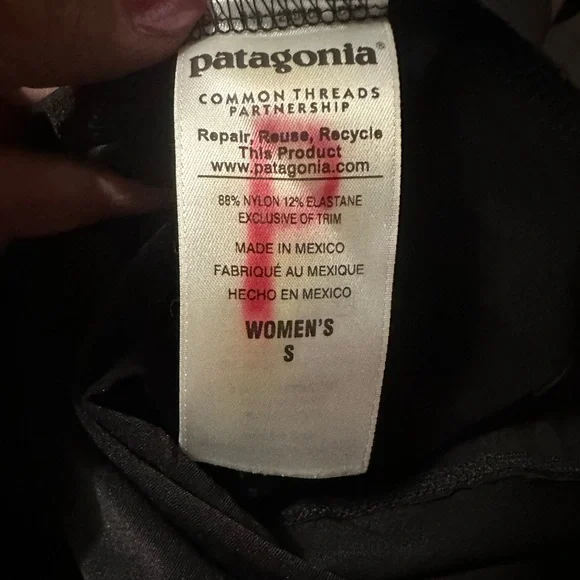 patagonia®
COMMON THREADS
PARTNERSHIP
Repair, Reuse, Recycle
This Product
www.patagonia.com
88% NYLON 12% ELASTANE
EXCLUSIVE OF TRIM
MADE IN MEXICO
FABRIQUÉ AU MEXIQUE
HECHO EN MEXICO
WOMEN'S
S
P